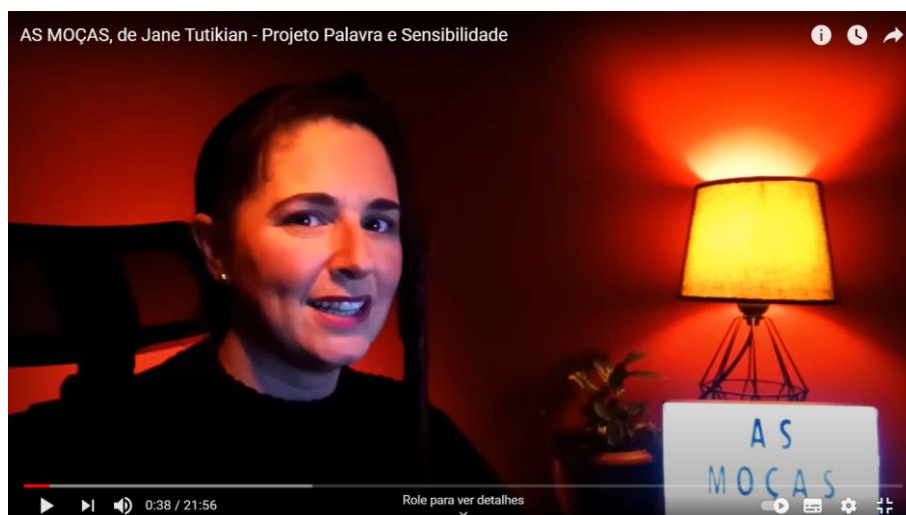 AS MOÇAS, de Jane Tutikian - Projeto Palavra e Sensibilidade
AS
MOÇAS
0:38 / 21:56
Role para ver detalhes